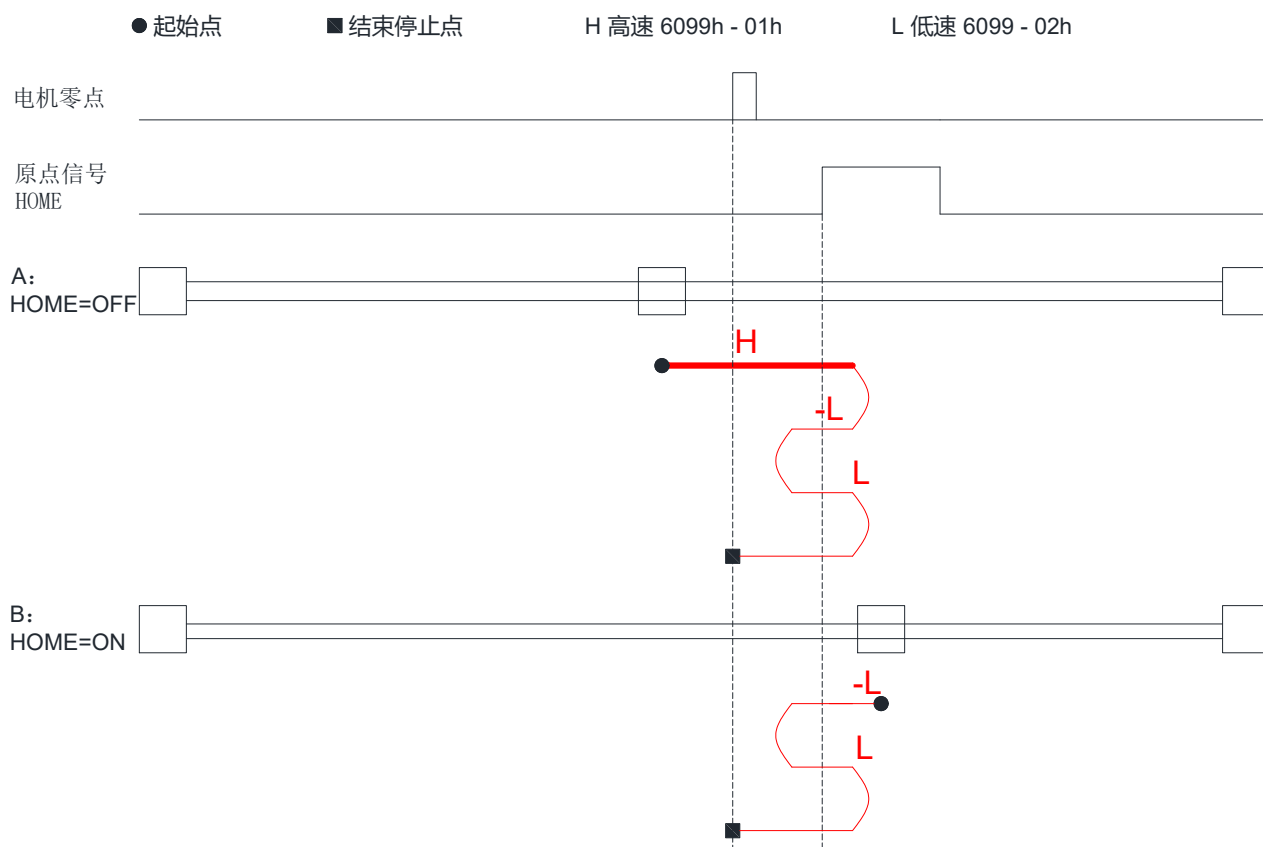 起始点
结束停止点
H 高速 6099h - 01h
L 低速 6099 - 02h
电机零点
原点信号
HOME
A：
HOME=OFF
H
-L
L
B：
HOME=ON
-L
L